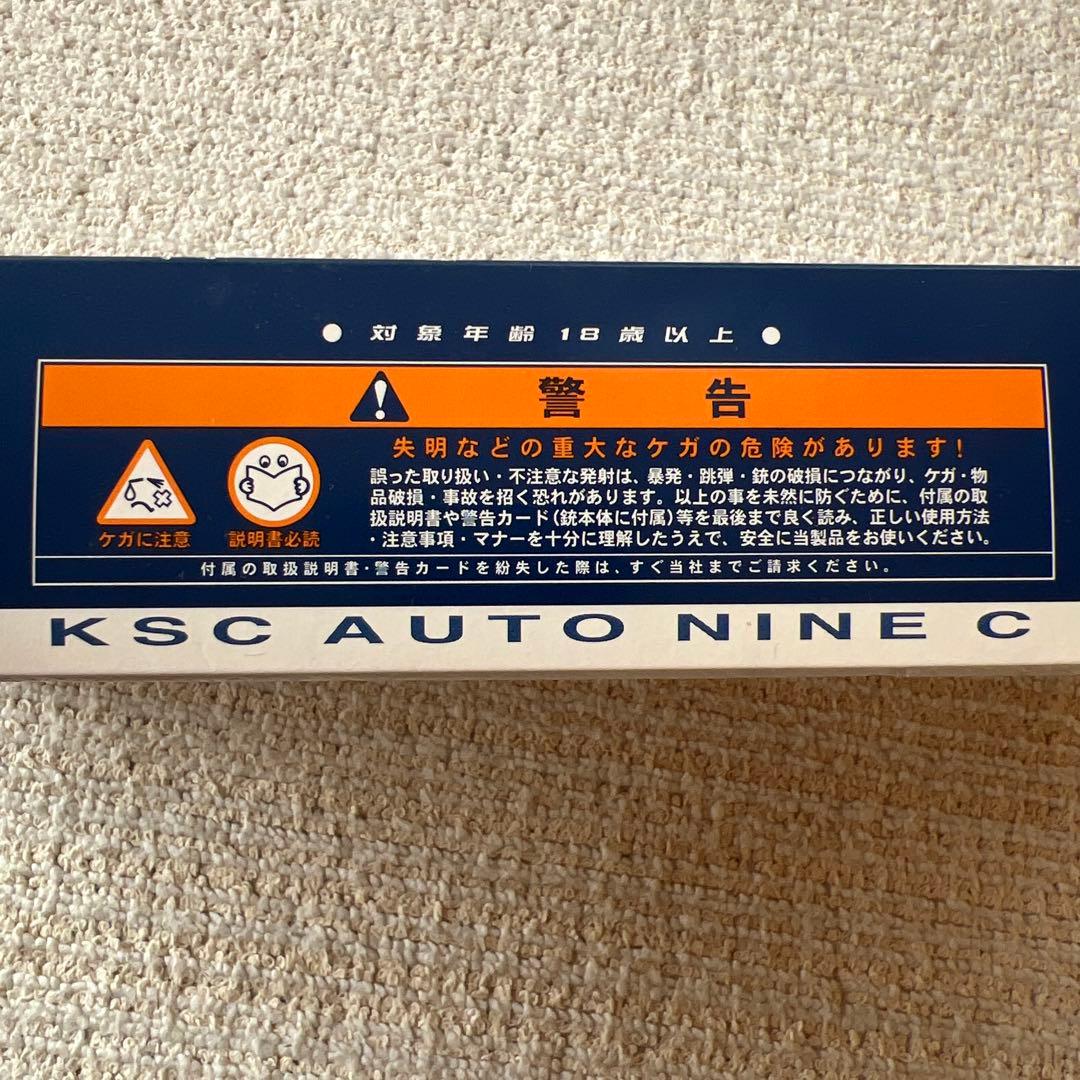 ● 対象年齢18歳以上 ●
警告
失明などの重大なケガの危険があります!
誤った取り扱い・不注意な発射は、暴発・跳弾・銃の破損につながり、ケガ・物
品破損・事故を招く恐れがあります。以上の事を未然に防ぐために、付属の取
扱説明書や警告カード(銃本体に付属)等を最後まで良く読み、正しい使用方法
・注意事項・マナーを十分に理解したうえで、安全に当製品をお使いください。
ケガに注意
説明書必読
付属の取扱説明書・警告カードを紛失した際は、すぐ当社までご請求ください。
KSC AUTO NINE C